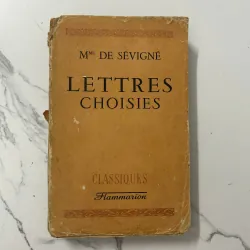 Mme DE SÉVIGNÉ
LETTRES
CHOISIES
CLASSIQUES
Flammarion